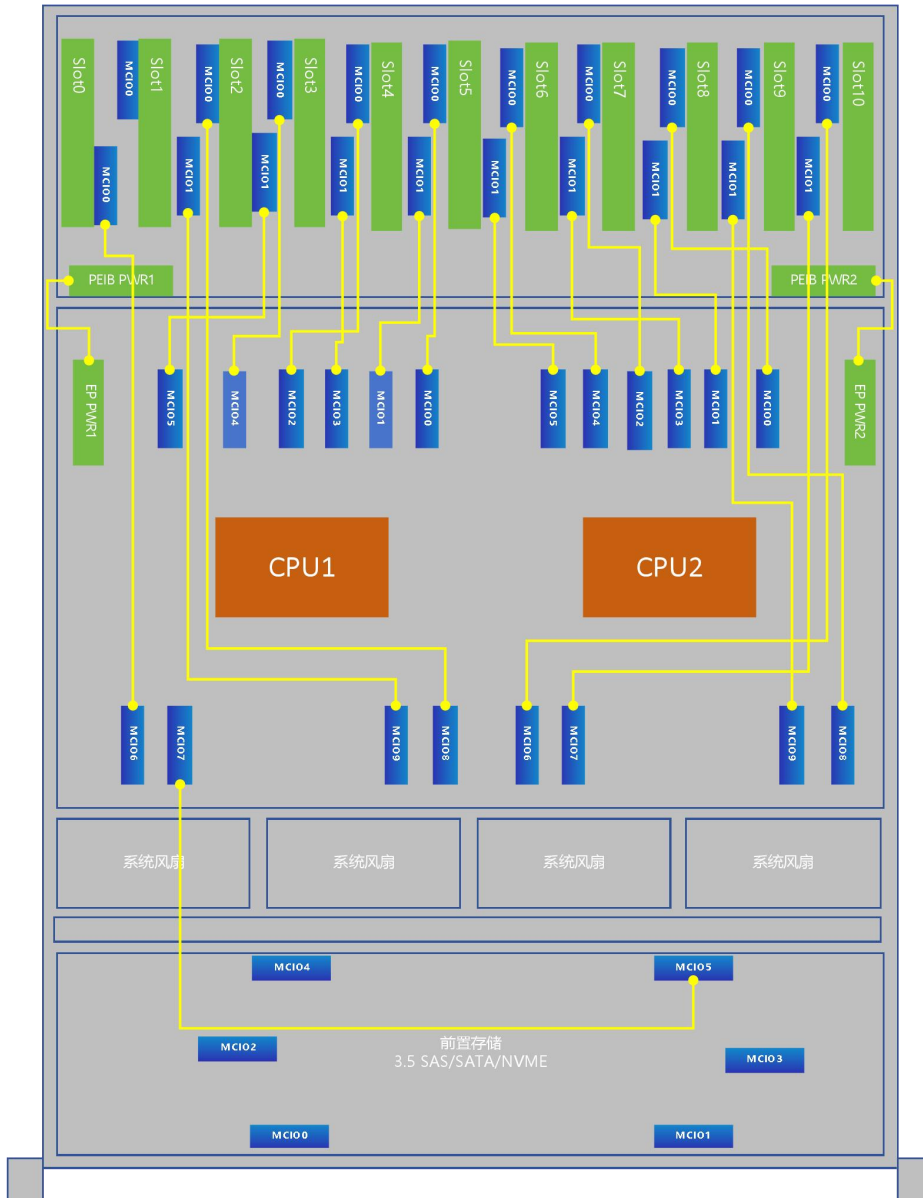 Slot0
MCIO0
Slot1
MCIO0
Slot2
MCIO0
Slot3
MCIO0
Slot4
MCIO0
Slot5
MCIO0
Slot6
MCIO0
Slot7
MCIO0
Slot8
MCIO0
Slot9
MCIO0
Slot10
MCIO0
MCIO1
MCIO1
MCIO1
MCIO1
MCIO1
MCIO1
MCIO1
MCIO1
MCIO1
PEIB PWR1
PEIB PWR2
EP PWR1
MCIO5
MCIO4
MCIO2
MCIO3
MCIO1
MCIO0
MCIO5
MCIO4
MCIO2
MCIO3
MCIO1
MCIO0
EP PWR2
CPU1
CPU2
MCIO6
MCIO7
MCIO9
MCIO8
MCIO6
MCIO7
MCIO9
MCIO8
系统风扇
系统风扇
系统风扇
系统风扇
MCIO4
MCIO5
MCIO2
前置存储
3.5 SAS/SATA/NVME
MCIO3
MCIO0
MCIO1